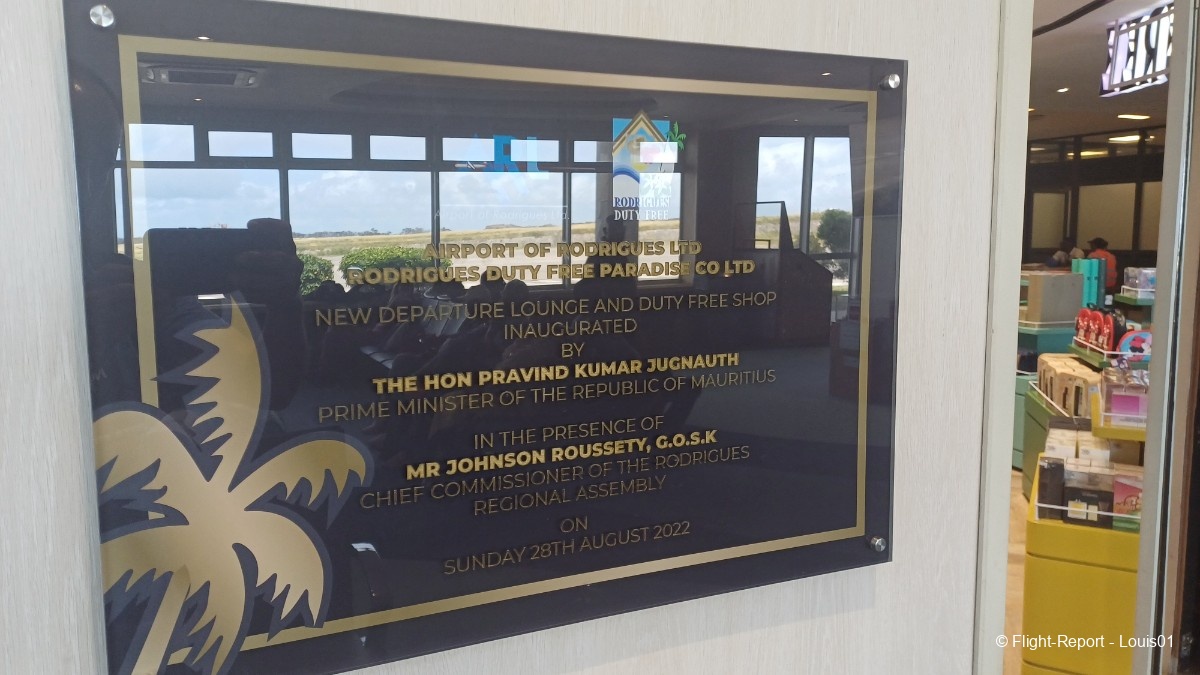 RODRIGUES
DUTY FREE
AIRPORT OF RODRIGUES LTD
RODRIGUES DUTY FREE PARADISE CO LTD
NEW DEPARTURE LOUNGE AND DUTY FREE SHOP
INAUGURATED
BY
THE HON PRAVIND KUMAR JUGNAUTH
PRIME MINISTER OF THE REPUBLIC OF MAURITIUS
IN THE PRESENCE OF
MR JOHNSON ROUSSETY, G.O.S.K
CHIEF COMMISSIONER OF THE RODRIGUES
REGIONAL ASSEMBLY
ON
SUNDAY 28TH AUGUST 2022
© Flight-Report - Louis01